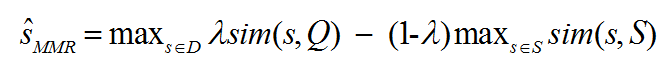 ŝ_MMR = max_{s∈D} λsim(s, Q) − (1-λ)max_{s∈S} sim(s, S)